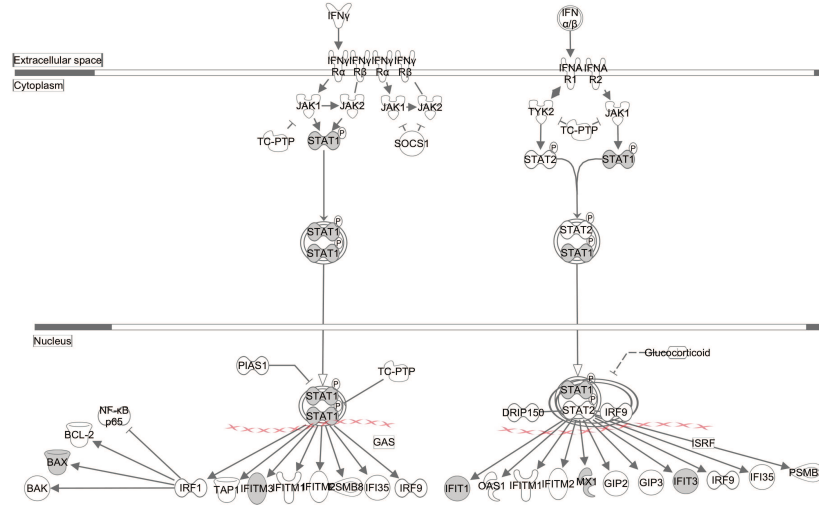 IFNγ
IFN
α/β
Extracellular space
IFNγ IFNγ IFNγ IFNγ
Rα Rβ Rα Rβ
IFNA IFNA
R1 R2
Cytoplasm
JAK1 JAK2 JAK1 JAK2
TYK2 JAK1
TC-PTP
P
STAT1
SOCS1
TC-PTP
P
STAT2
P
STAT1
P
STAT1
P
STAT1
P
STAT2
P
STAT1
Nucleus
PIAS1
TC-PTP
Glucocorticoid
P
STAT1
P
STAT1
STAT1
P
P
STAT2
DRIP150
IRF9
NF-κB
p65
BCL-2
BAX
BAK
GAS
ISRF
IRF1 TAP1 IFITM3 IFITM1 IFITM2 PSMB8 IFI35 IRF9
IFIT1 OAS1 IFITM1 IFITM2 MX1 GIP2 GIP3 IFIT3 IRF9 IFI35